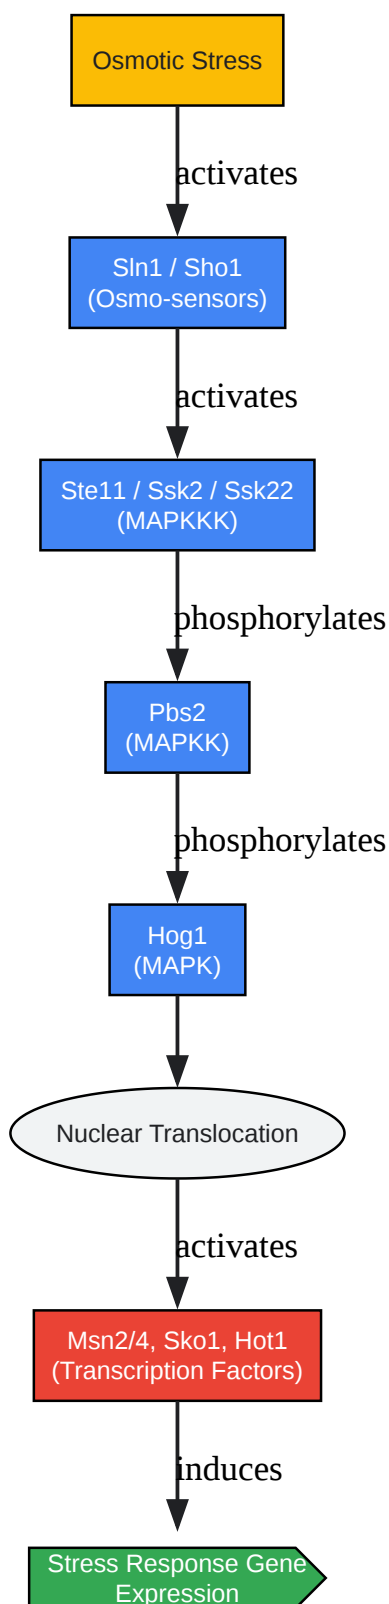 Osmotic Stress
activates
Sln1 / Sho1
(Osmo-sensors)
activates
Ste11 / Ssk2 / Ssk22
(MAPKKK)
phosphorylates
Pbs2
(MAPKK)
phosphorylates
Hog1
(MAPK)
Nuclear Translocation
activates
Msn2/4, Sko1, Hot1
(Transcription Factors)
induces
Stress Response Gene
Expression